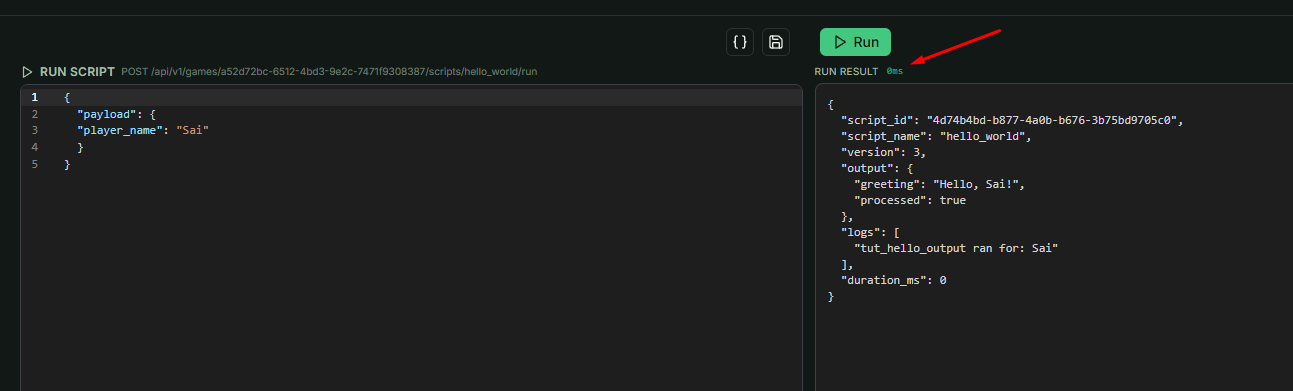 Run
RUN SCRIPT POST /api/v1/games/a52d72bc-6512-4bd3-9e2c-7471f9308387/scripts/hello_world/run
1 {
2 "payload": {
3 "player_name": "Sai"
4 }
5 }
RUN RESULT 0ms
{
"script_id": "4d74b4bd-b877-4a0b-b676-3b75bd9705c0",
"script_name": "hello_world",
"version": 3,
"output": {
"greeting": "Hello, Sai!",
"processed": true
},
"logs": [
"tut_hello_output ran for: Sai"
],
"duration_ms": 0
}